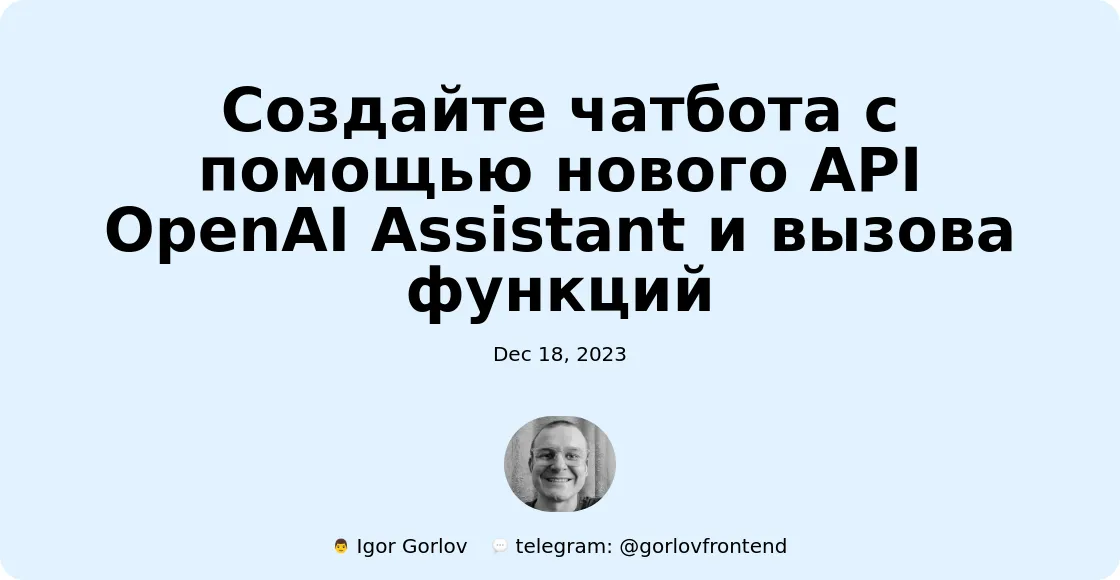 Создайте чатбота с
помощью нового API
OpenAI Assistant и вызова
функций
Dec 18, 2023
Igor Gorlov telegram: @gorlovfrontend